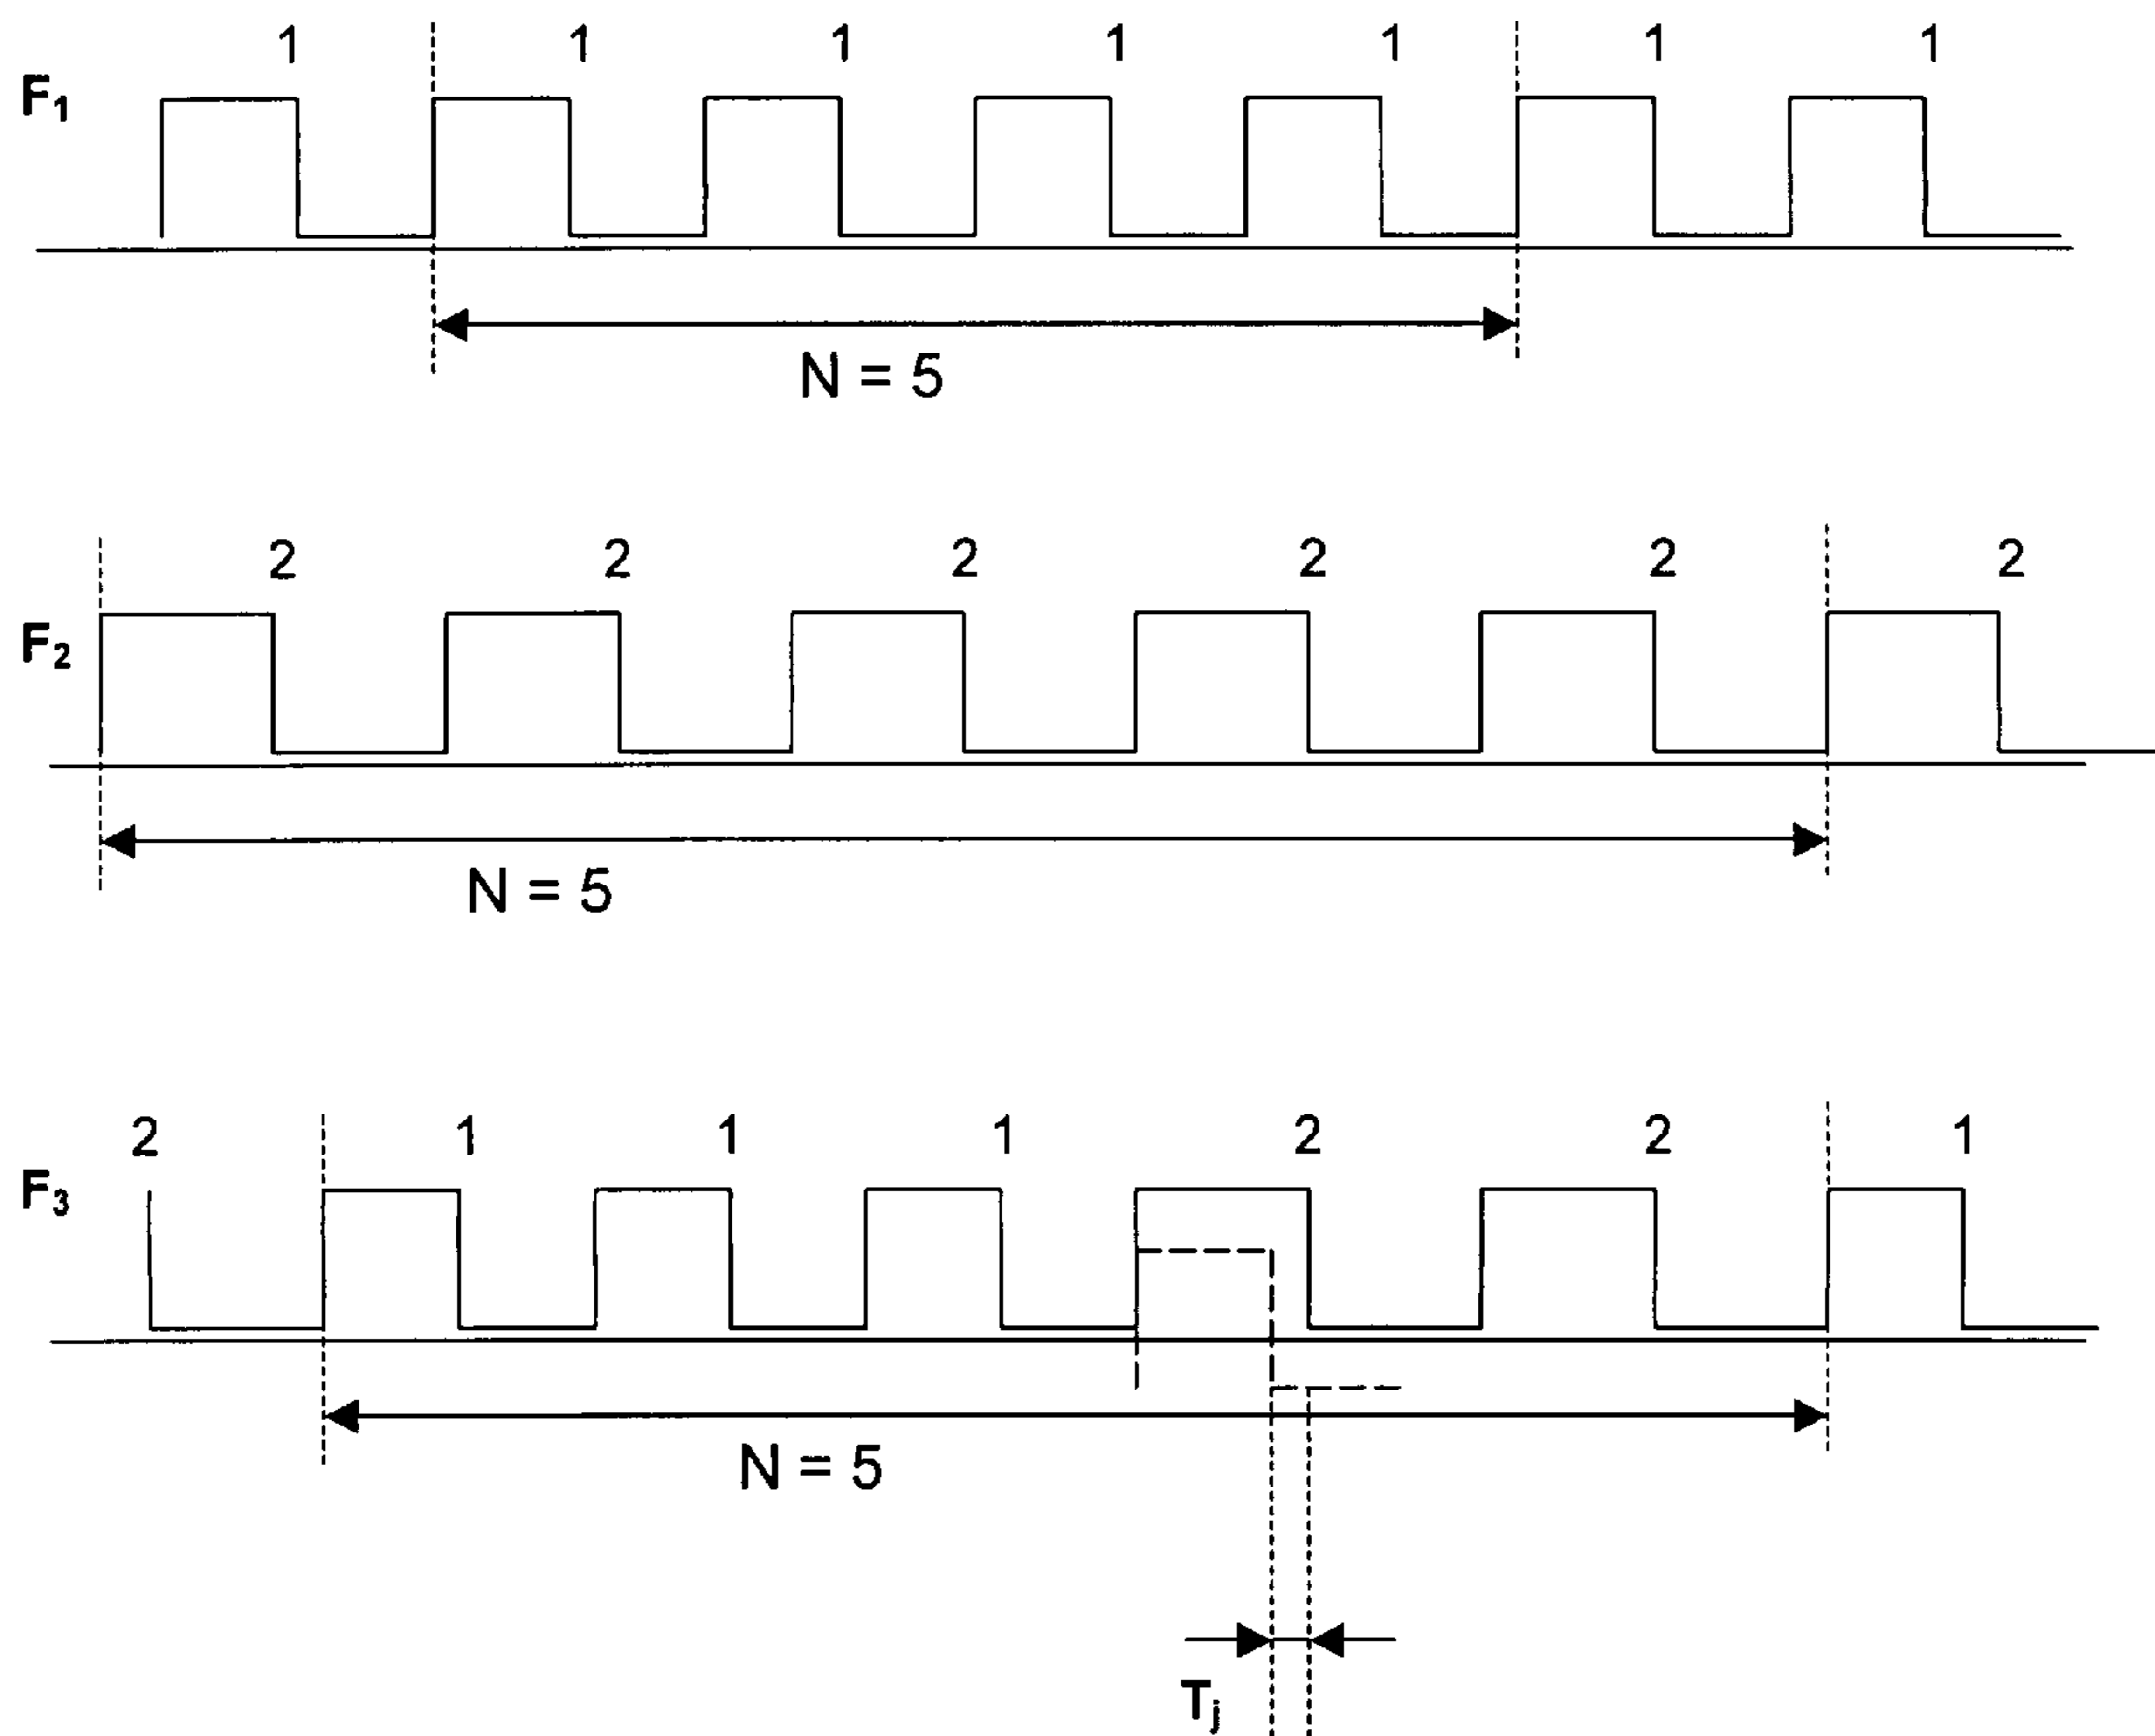 1 1 1 1 1 1 1
F₁
N = 5
2 2 2 2 2 2
F₂
N = 5
2 1 1 1 2 2 1
F₃
N = 5
Tⱼ